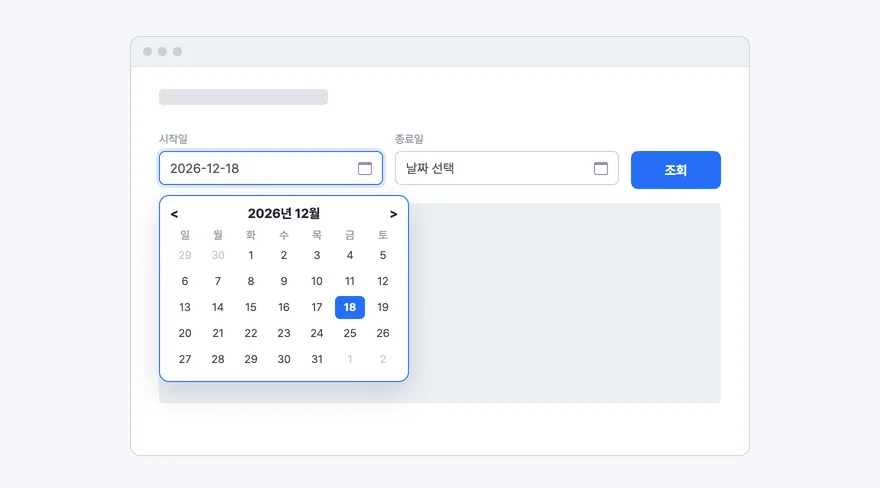 시작일 종료일
2026-12-18 날짜 선택 조회
< 2026년 12월 >
일 월 화 수 목 금 토
29 30 1 2 3 4 5
6 7 8 9 10 11 12
13 14 15 16 17 18 19
20 21 22 23 24 25 26
27 28 29 30 31 1 2